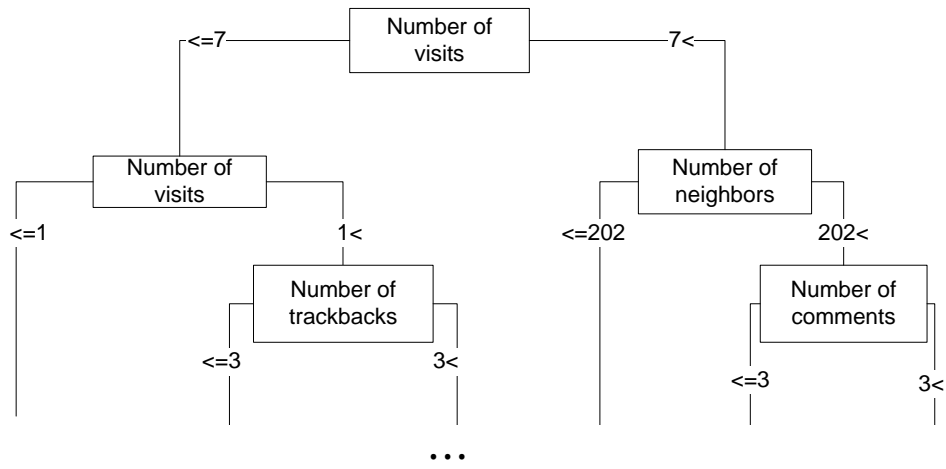 Number of
visits
<=7
7<
Number of
visits
Number of
neighbors
<=1
1<
<=202
202<
Number of
trackbacks
Number of
comments
<=3
3<
<=3
3<
...